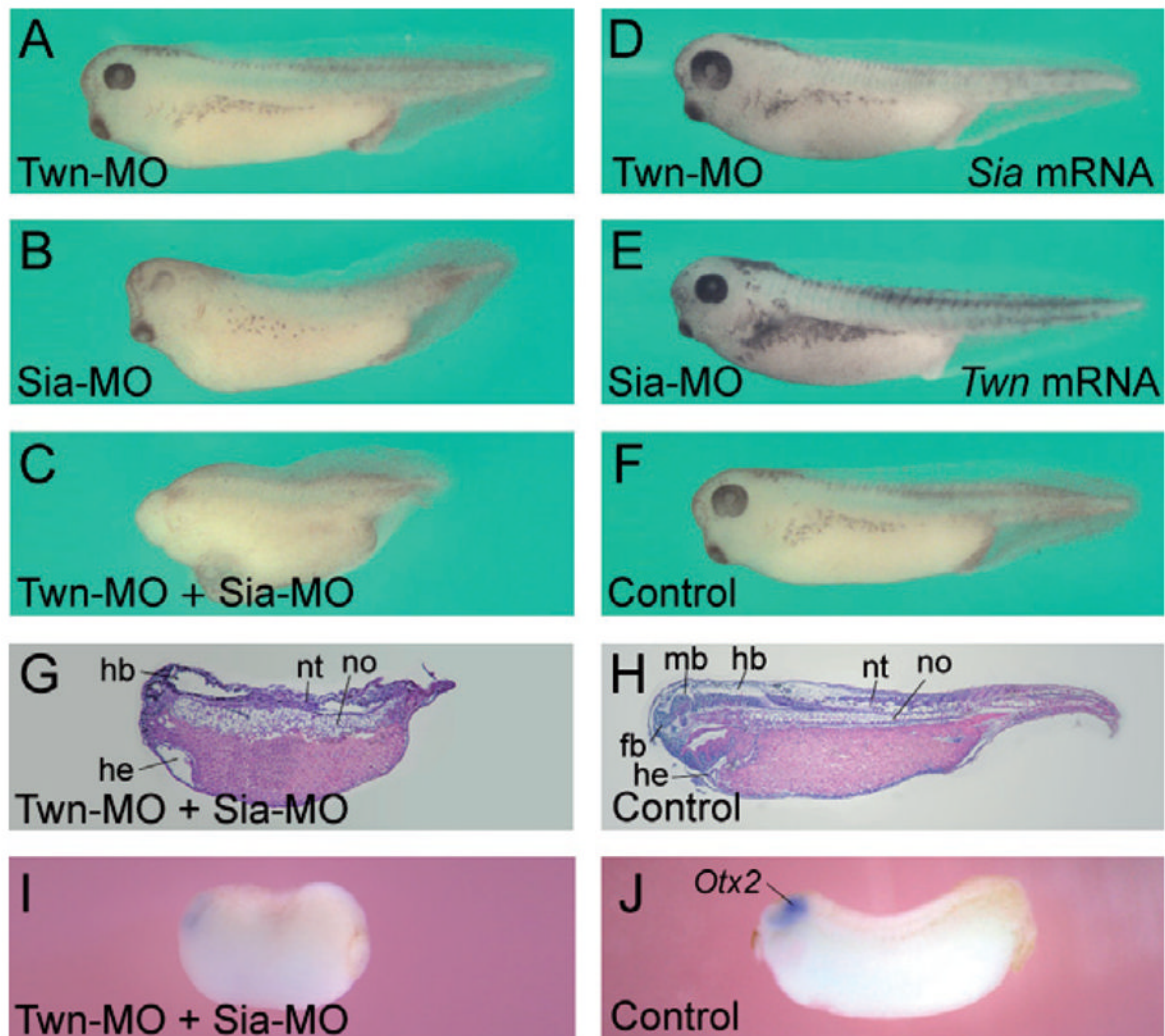 A
Twn-MO
D
Twn-MO Sia mRNA
B
Sia-MO
E
Sia-MO Twn mRNA
C
Twn-MO + Sia-MO
F
Control
G
hb nt no
he
Twn-MO + Sia-MO
H
mb hb nt no
fb
he
Control
I
Twn-MO + Sia-MO
J
Otx2
Control